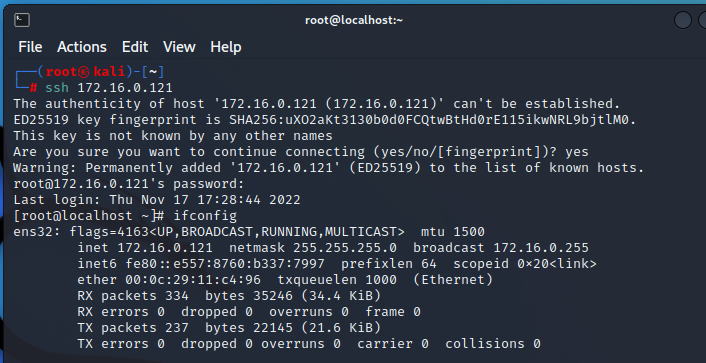 root@localhost:~
File Actions Edit View Help
┌──(root㉿kali)-[~]
└─# ssh 172.16.0.121
The authenticity of host '172.16.0.121 (172.16.0.121)' can't be established.
ED25519 key fingerprint is SHA256:uXO2aKt3130b0d0FCQtwBtHd0rE115ikwNRL9bjtlM0.
This key is not known by any other names
Are you sure you want to continue connecting (yes/no/[fingerprint])? yes
Warning: Permanently added '172.16.0.121' (ED25519) to the list of known hosts.
root@172.16.0.121's password:
Last login: Thu Nov 17 17:28:44 2022
[root@localhost ~]# ifconfig
ens32: flags=4163<UP,BROADCAST,RUNNING,MULTICAST>  mtu 1500
        inet 172.16.0.121  netmask 255.255.255.0  broadcast 172.16.0.255
        inet6 fe80::e557:8760:b337:7997  prefixlen 64  scopeid 0×20<link>
        ether 00:0c:29:11:c4:96  txqueuelen 1000  (Ethernet)
        RX packets 334  bytes 35246 (34.4 KiB)
        RX errors 0  dropped 0  overruns 0  frame 0
        TX packets 237  bytes 22145 (21.6 KiB)
        TX errors 0  dropped 0 overruns 0  carrier 0  collisions 0